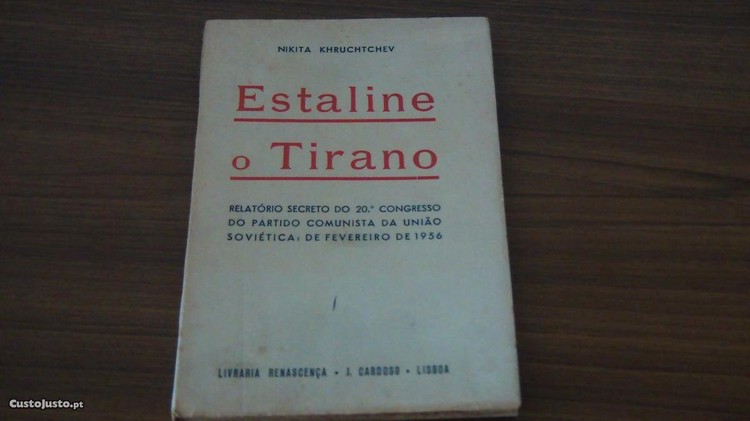 NIKITA KHRUCHTCHEV
Estaline
o Tirano
RELATÓRIO SECRETO DO 20.º CONGRESSO
DO PARTIDO COMUNISTA DA UNIÃO
SOVIÉTICA: DE FEVEREIRO DE 1956
LIVRARIA RENASCENÇA • J. CARDOSO • LISBOA
CustoJusto.pt